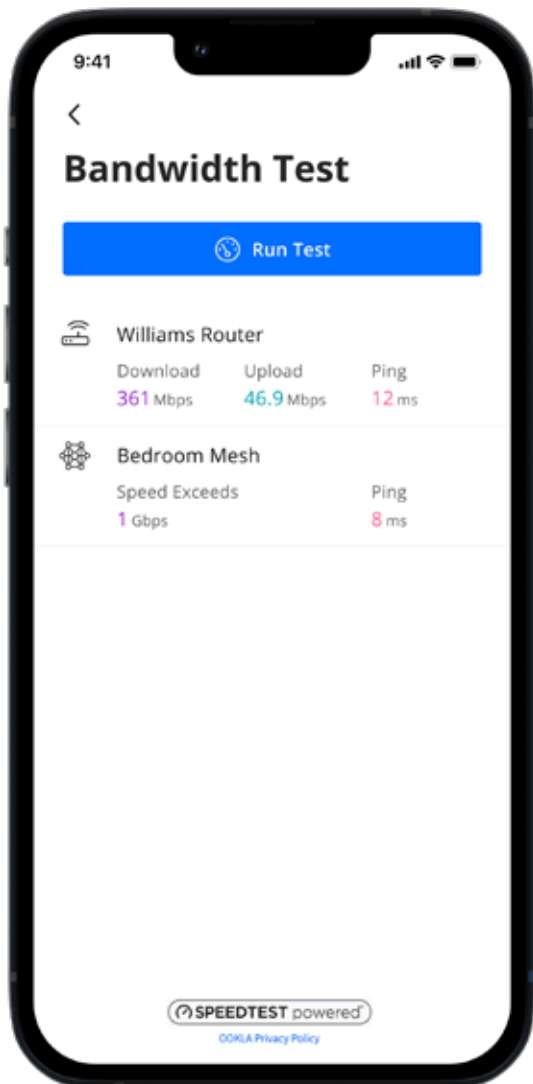 9:41
Bandwidth Test
Run Test
Williams Router
Download Upload Ping
361 Mbps 46.9 Mbps 12 ms
Bedroom Mesh
Speed Exceeds Ping
1 Gbps 8 ms
SPEEDTEST powered
OOKLA Privacy Policy